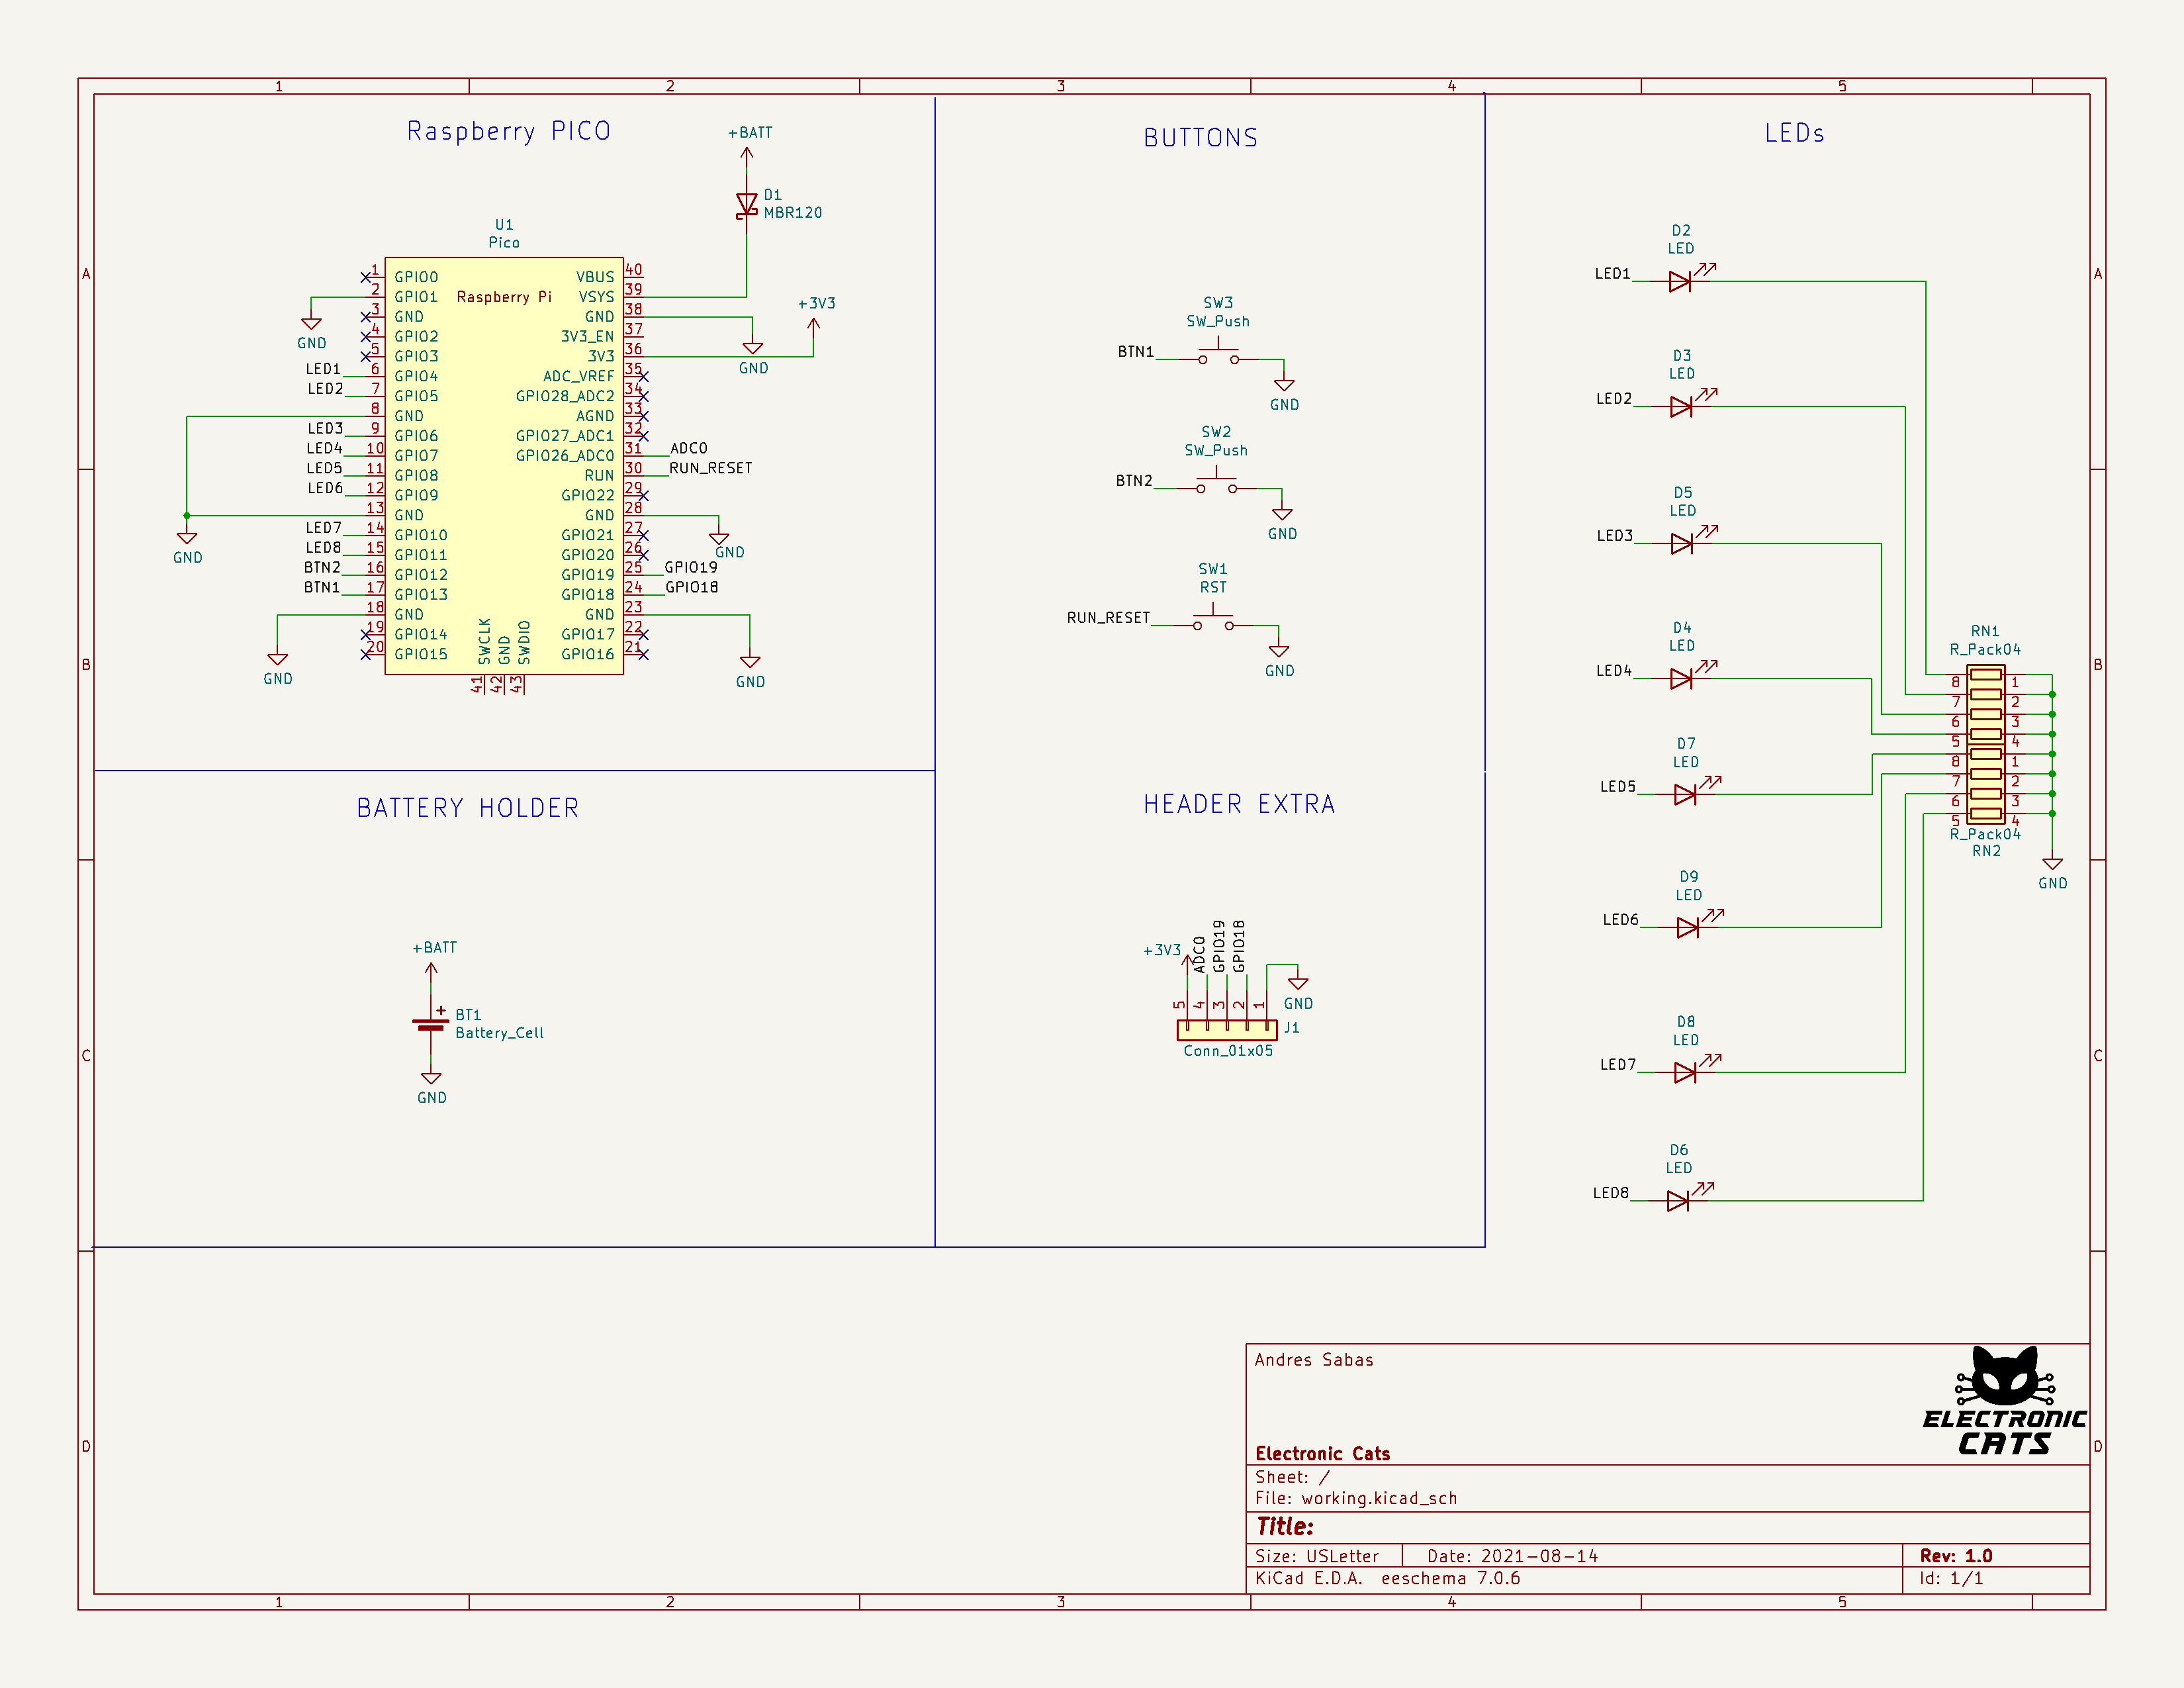 1 2 3 4 5
A
B
C
D
A
B
C
D
1 2 3 4 5
Raspberry PICO
+BATT
D1
MBR120
U1
Pico
Raspberry Pi
1 GPIO0
2 GPIO1
3 GND
4 GPIO2
5 GPIO3
LED1 6 GPIO4
LED2 7 GPIO5
8 GND
LED3 9 GPIO6
LED4 10 GPIO7
LED5 11 GPIO8
LED6 12 GPIO9
13 GND
LED7 14 GPIO10
LED8 15 GPIO11
BTN2 16 GPIO12
BTN1 17 GPIO13
18 GND
19 GPIO14
20 GPIO15
VBUS 40
VSYS 39
GND 38
3V3_EN 37
3V3 36
ADC_VREF 35
GPIO28_ADC2 34
AGND 33
GPIO27_ADC1 32
GPIO26_ADC0 31 ADC0
RUN 30 RUN_RESET
GPIO22 29
GND 28
GPIO21 27
GPIO20 26
GPIO19 25 GPIO19
GPIO18 24 GPIO18
GND 23
GPIO17 22
GPIO16 21
SWCLK 41
GND 42
SWDIO 43
GND
GND
GND
+3V3
GND
GND
GND
BUTTONS
SW3
SW_Push
BTN1
GND
SW2
SW_Push
BTN2
GND
SW1
RST
RUN_RESET
GND
LEDs
D2
LED
LED1
D3
LED
LED2
D5
LED
LED3
D4
LED
LED4
D7
LED
LED5
D9
LED
LED6
D8
LED
LED7
D6
LED
LED8
RN1
R_Pack04
8 1
7 2
6 3
5 4
8 1
7 2
6 3
5 4
R_Pack04
RN2
GND
BATTERY HOLDER
+BATT
+
BT1
Battery_Cell
GND
HEADER EXTRA
+3V3
ADC0
GPIO19
GPIO18
GND
5 4 3 2 1
J1
Conn_01x05
Andres Sabas
ELECTRONIC
CATS
Electronic Cats
Sheet: /
File: working.kicad_sch
Title:
Size: USLetter Date: 2021-08-14 Rev: 1.0
KiCad E.D.A. eeschema 7.0.6 Id: 1/1